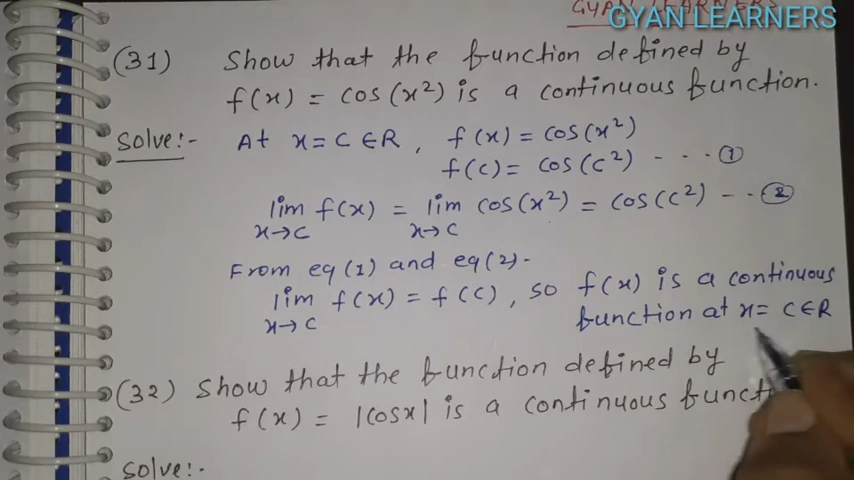 GYAN LEARNERS
(31) Show that the function defined by
f(x) = cos(x²) is a continuous function.
Solve:- At x = C ∈ R, f(x) = cos(x²)
f(c) = cos(c²) --- ①
lim f(x) = lim cos(x²) = cos(c²) -- ②
x→c x→c
From eq(1) and eq(2).
lim f(x) = f(c), so f(x) is a continuous
x→c function at x = C ∈ R
(32) Show that the function defined by
f(x) = |cosx| is a continuous funct
Solve:-